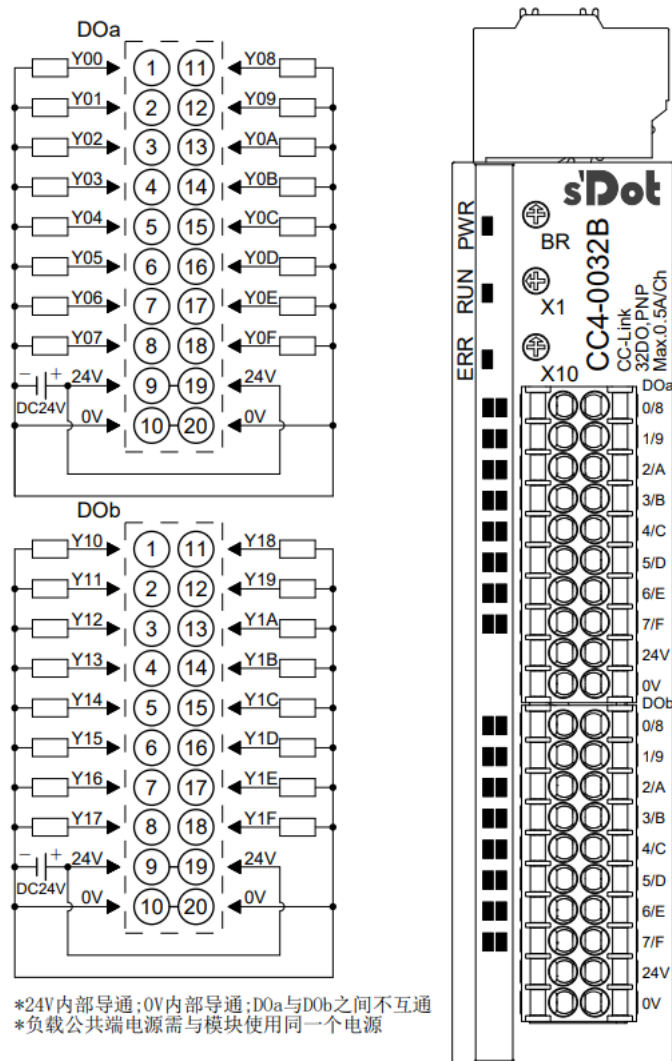 DOa
Y00 1 11 Y08
Y01 2 12 Y09
Y02 3 13 Y0A
Y03 4 14 Y0B
Y04 5 15 Y0C
Y05 6 16 Y0D
Y06 7 17 Y0E
Y07 8 18 Y0F
− + 24V 9 19 24V
DC24V
0V 10 20 0V
DOb
Y10 1 11 Y18
Y11 2 12 Y19
Y12 3 13 Y1A
Y13 4 14 Y1B
Y14 5 15 Y1C
Y15 6 16 Y1D
Y16 7 17 Y1E
Y17 8 18 Y1F
− + 24V 9 19 24V
DC24V
0V 10 20 0V
*24V内部导通;0V内部导通;DOa与DOb之间不互通
*负载公共端电源需与模块使用同一个电源
s'Dot
PWR
RUN
ERR
BR
X1
X10
CC4-0032B
CC-Link
32DO,PNP
Max.0.5A/Ch
DOa
0/8
1/9
2/A
3/B
4/C
5/D
6/E
7/F
24V
0V
DOb
0/8
1/9
2/A
3/B
4/C
5/D
6/E
7/F
24V
0V